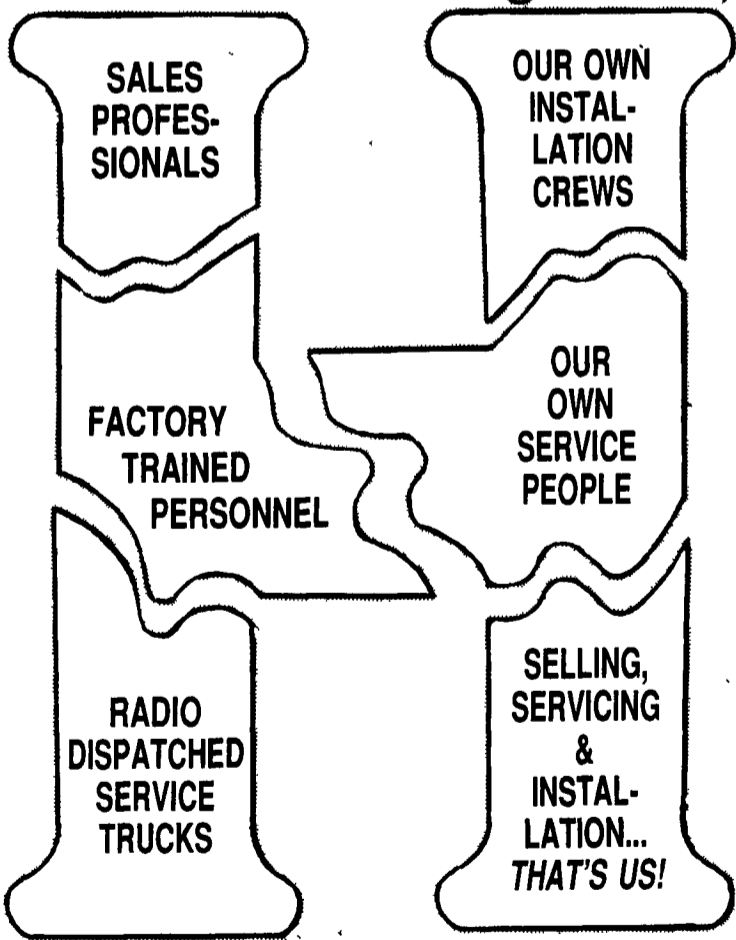 SALES
PROFES-
SIONALS
OUR OWN
INSTAL-
LATION
CREWS
FACTORY
TRAINED
PERSONNEL
OUR
OWN
SERVICE
PEOPLE
RADIO
DISPATCHED
SERVICE
TRUCKS
SELLING,
SERVICING
&
INSTAL-
LATION...
THAT'S US!